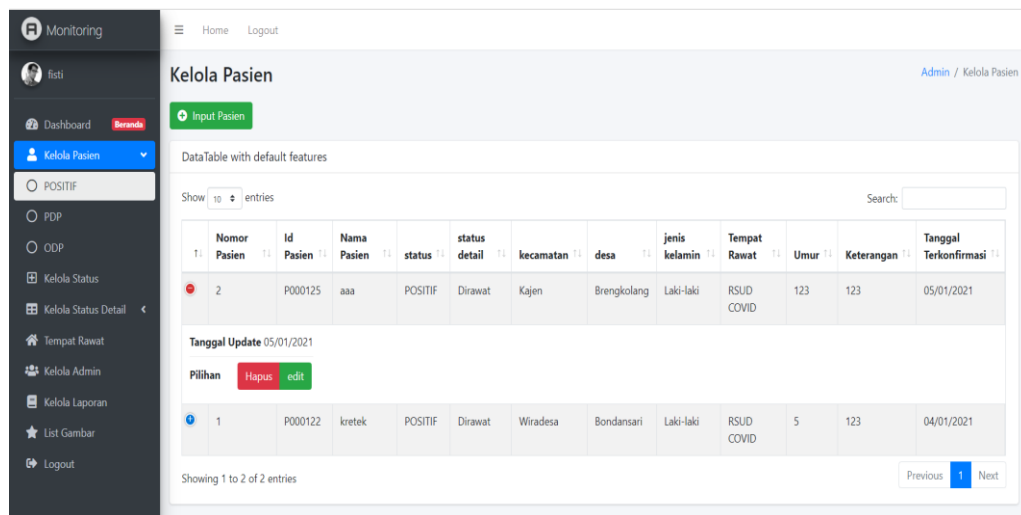 Monitoring
Home Logout
fisti
Kelola Pasien
Admin / Kelola Pasien
Input Pasien
Dashboard Beranda
Kelola Pasien
POSITIF
PDP
ODP
Kelola Status
Kelola Status Detail
Tempat Rawat
Kelola Admin
Kelola Laporan
List Gambar
Logout
DataTable with default features
Show 10 entries
Search:
Nomor Pasien Id Pasien Nama Pasien status status detail kecamatan desa jenis kelamin Tempat Rawat Umur Keterangan Tanggal Terkonfirmasi
2 P000125 aaa POSITIF Dirawat Kajen Brengkolang Laki-laki RSUD COVID 123 123 05/01/2021
Tanggal Update 05/01/2021
Pilihan Hapus edit
1 P000122 kretek POSITIF Dirawat Wiradesa Bondansari Laki-laki RSUD COVID 5 123 04/01/2021
Showing 1 to 2 of 2 entries
Previous 1 Next